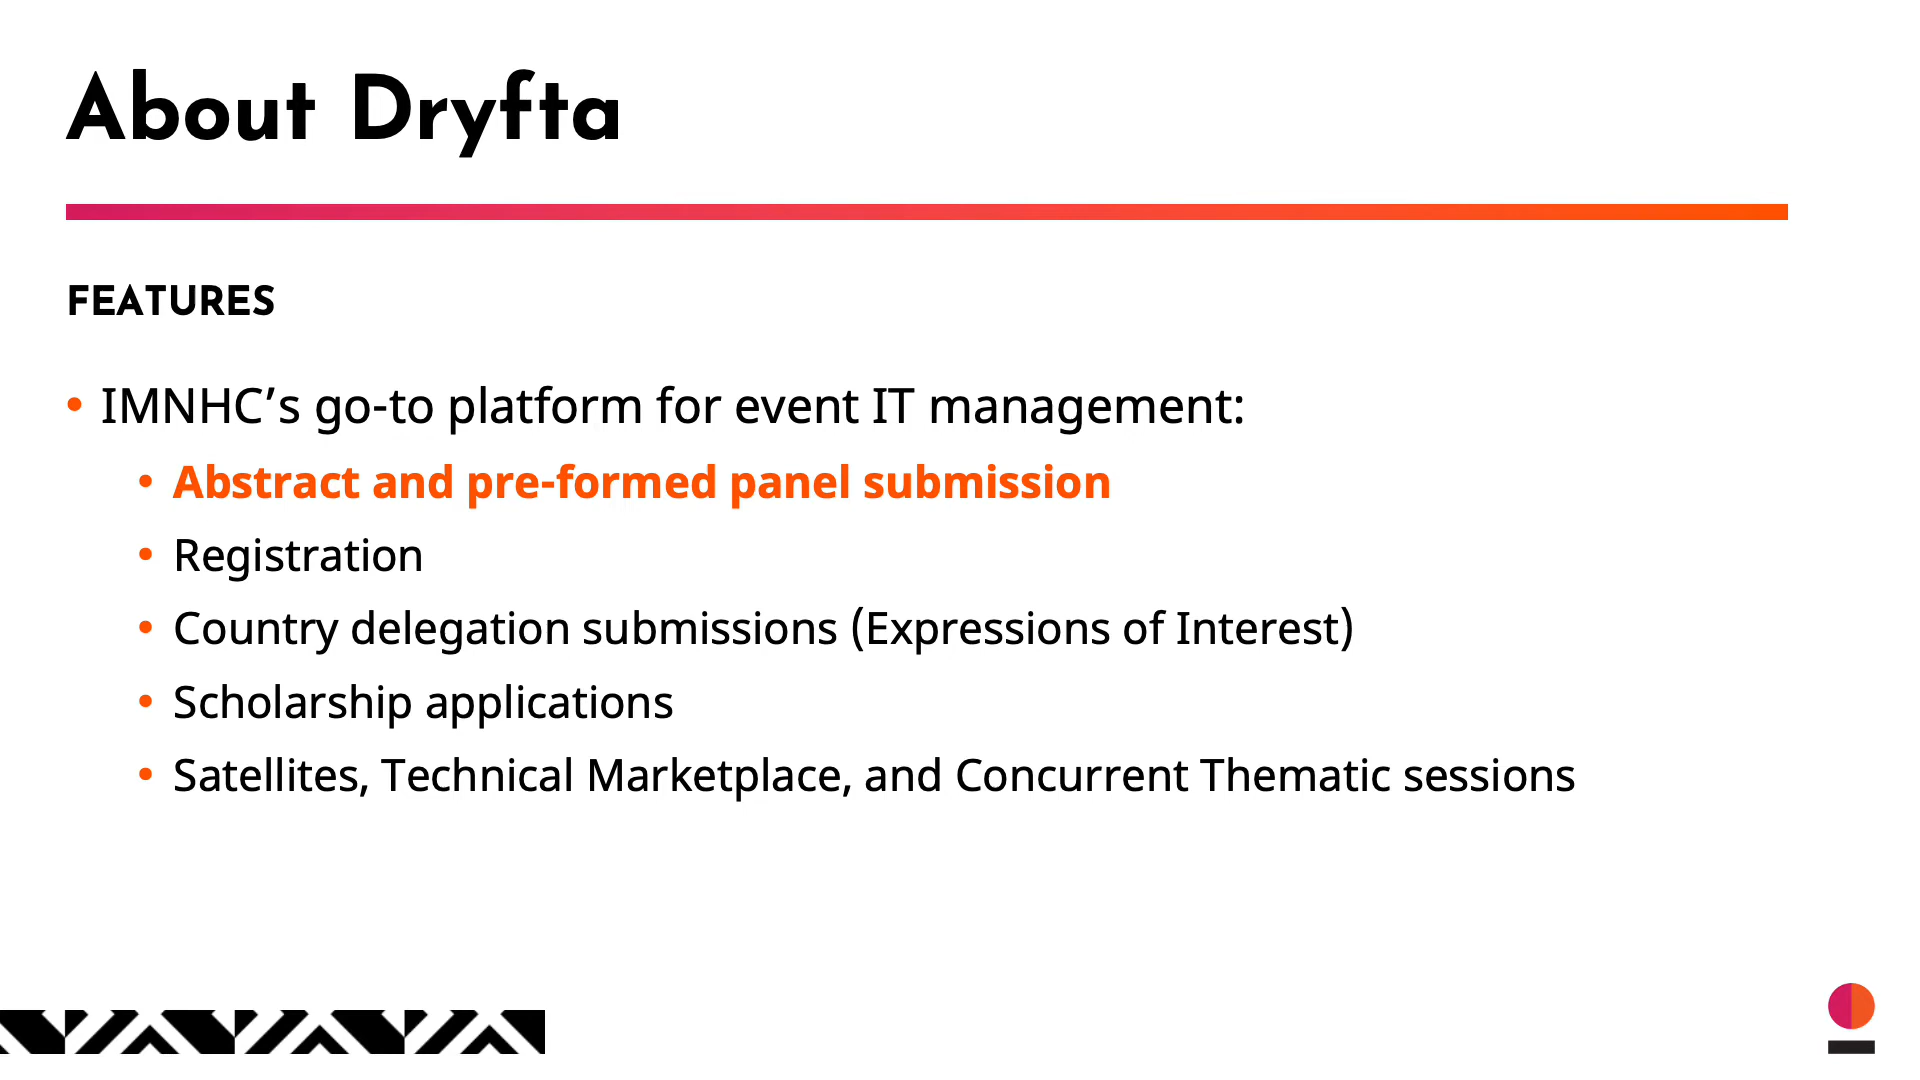 About Dryfta
FEATURES
• IMNHC’s go-to platform for event IT management:
• Abstract and pre-formed panel submission
• Registration
• Country delegation submissions (Expressions of Interest)
• Scholarship applications
• Satellites, Technical Marketplace, and Concurrent Thematic sessions